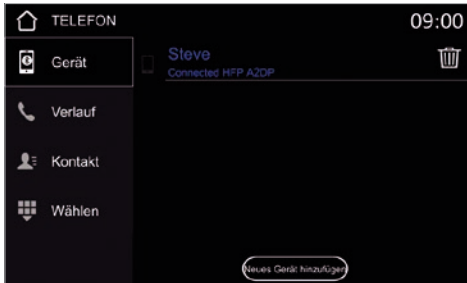 TELEFON
09:00
Gerät
Steve
Connected HFP A2DP
Verlauf
Kontakt
Wählen
Neues Gerät hinzufügen